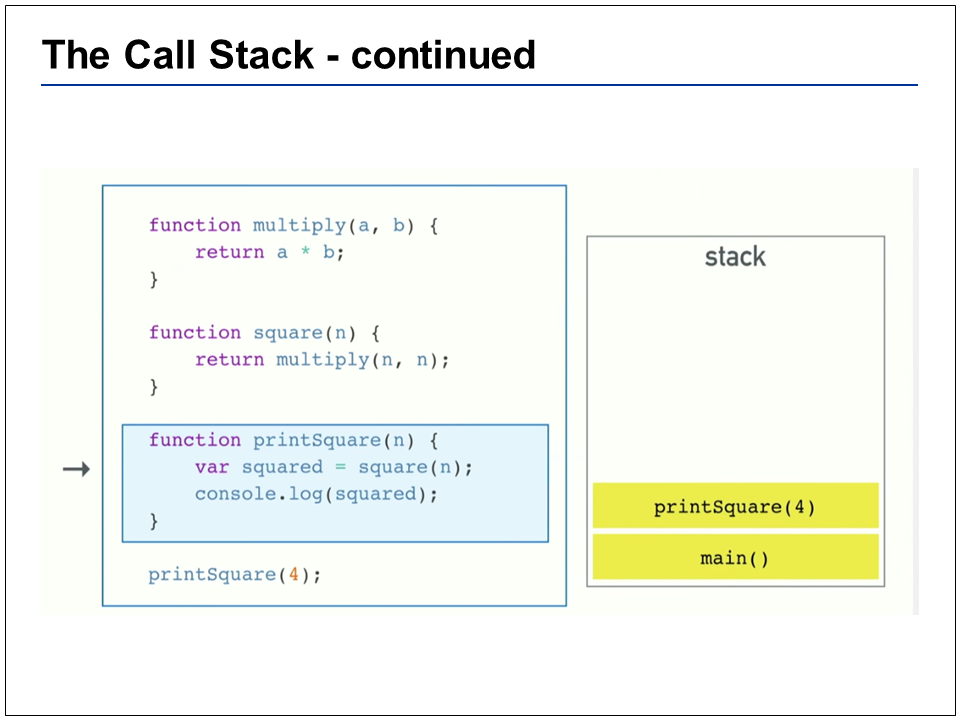 The Call Stack - continued
function multiply(a, b) {
    return a * b;
}
function square(n) {
    return multiply(n, n);
}
function printSquare(n) {
    var squared = square(n);
    console.log(squared);
}
printSquare(4);
stack
printSquare(4)
main()